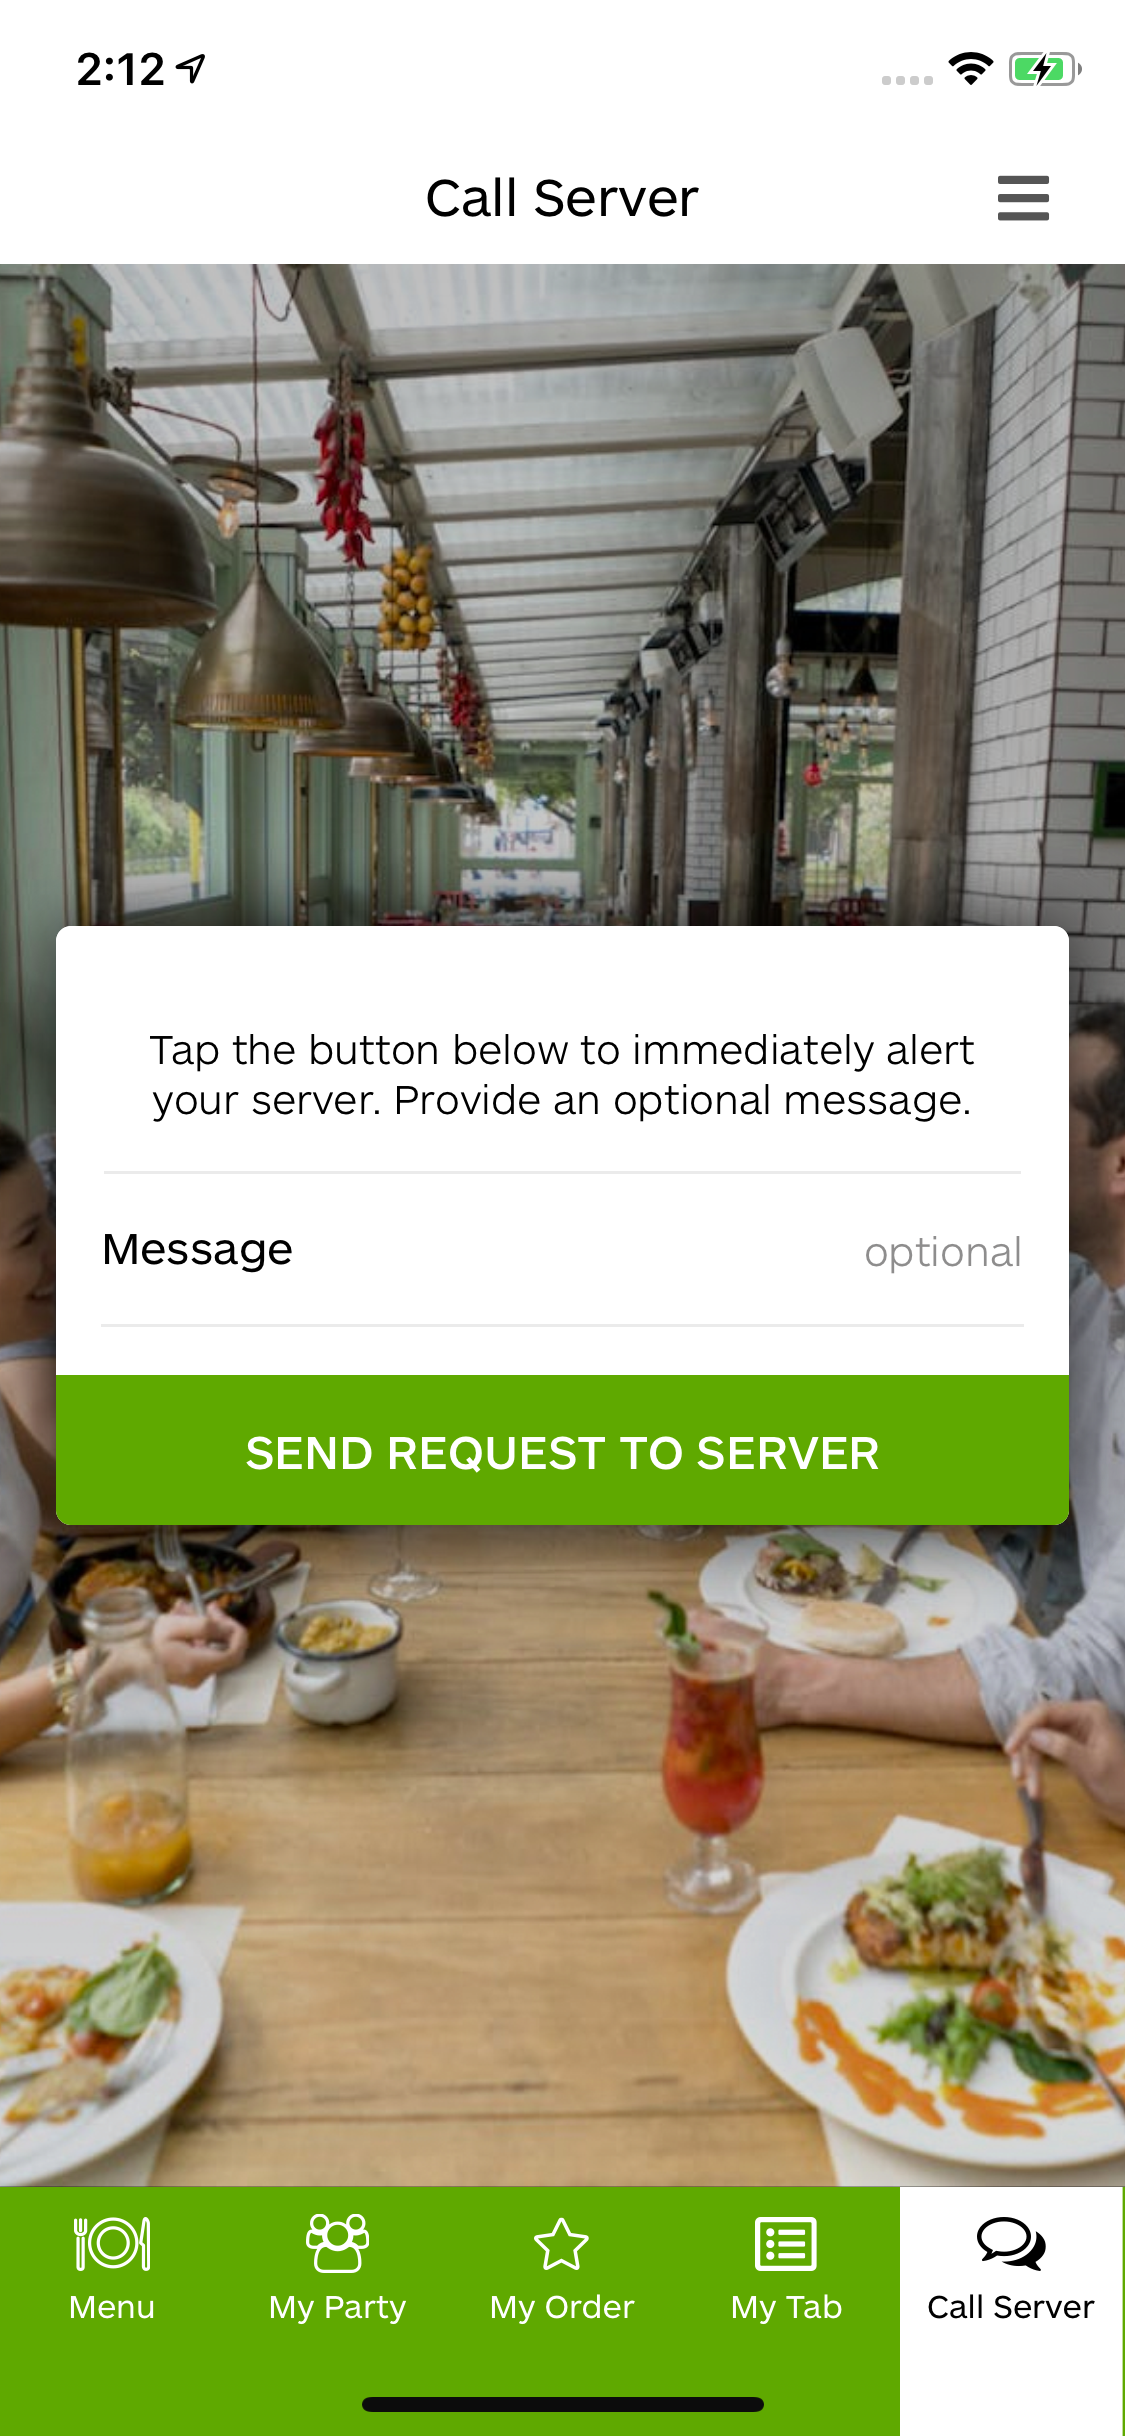 2:12
Call Server
Tap the button below to immediately alert
your server. Provide an optional message.
Message optional
SEND REQUEST TO SERVER
Menu My Party My Order My Tab Call Server